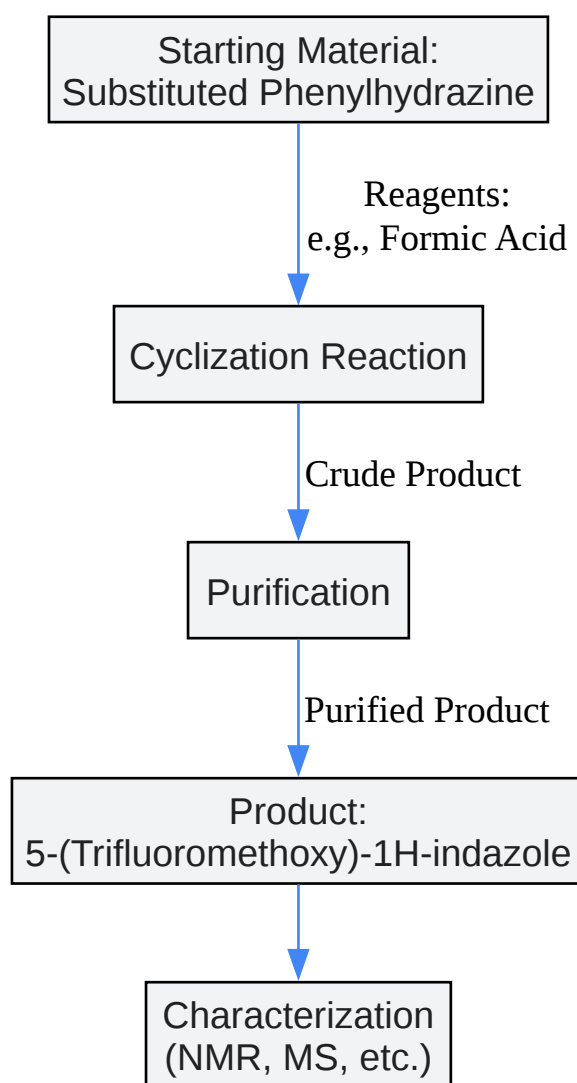 Starting Material:
Substituted Phenylhydrazine
Reagents:
e.g., Formic Acid
Cyclization Reaction
Crude Product
Purification
Purified Product
Product:
5-(Trifluoromethoxy)-1H-indazole
Characterization
(NMR, MS, etc.)